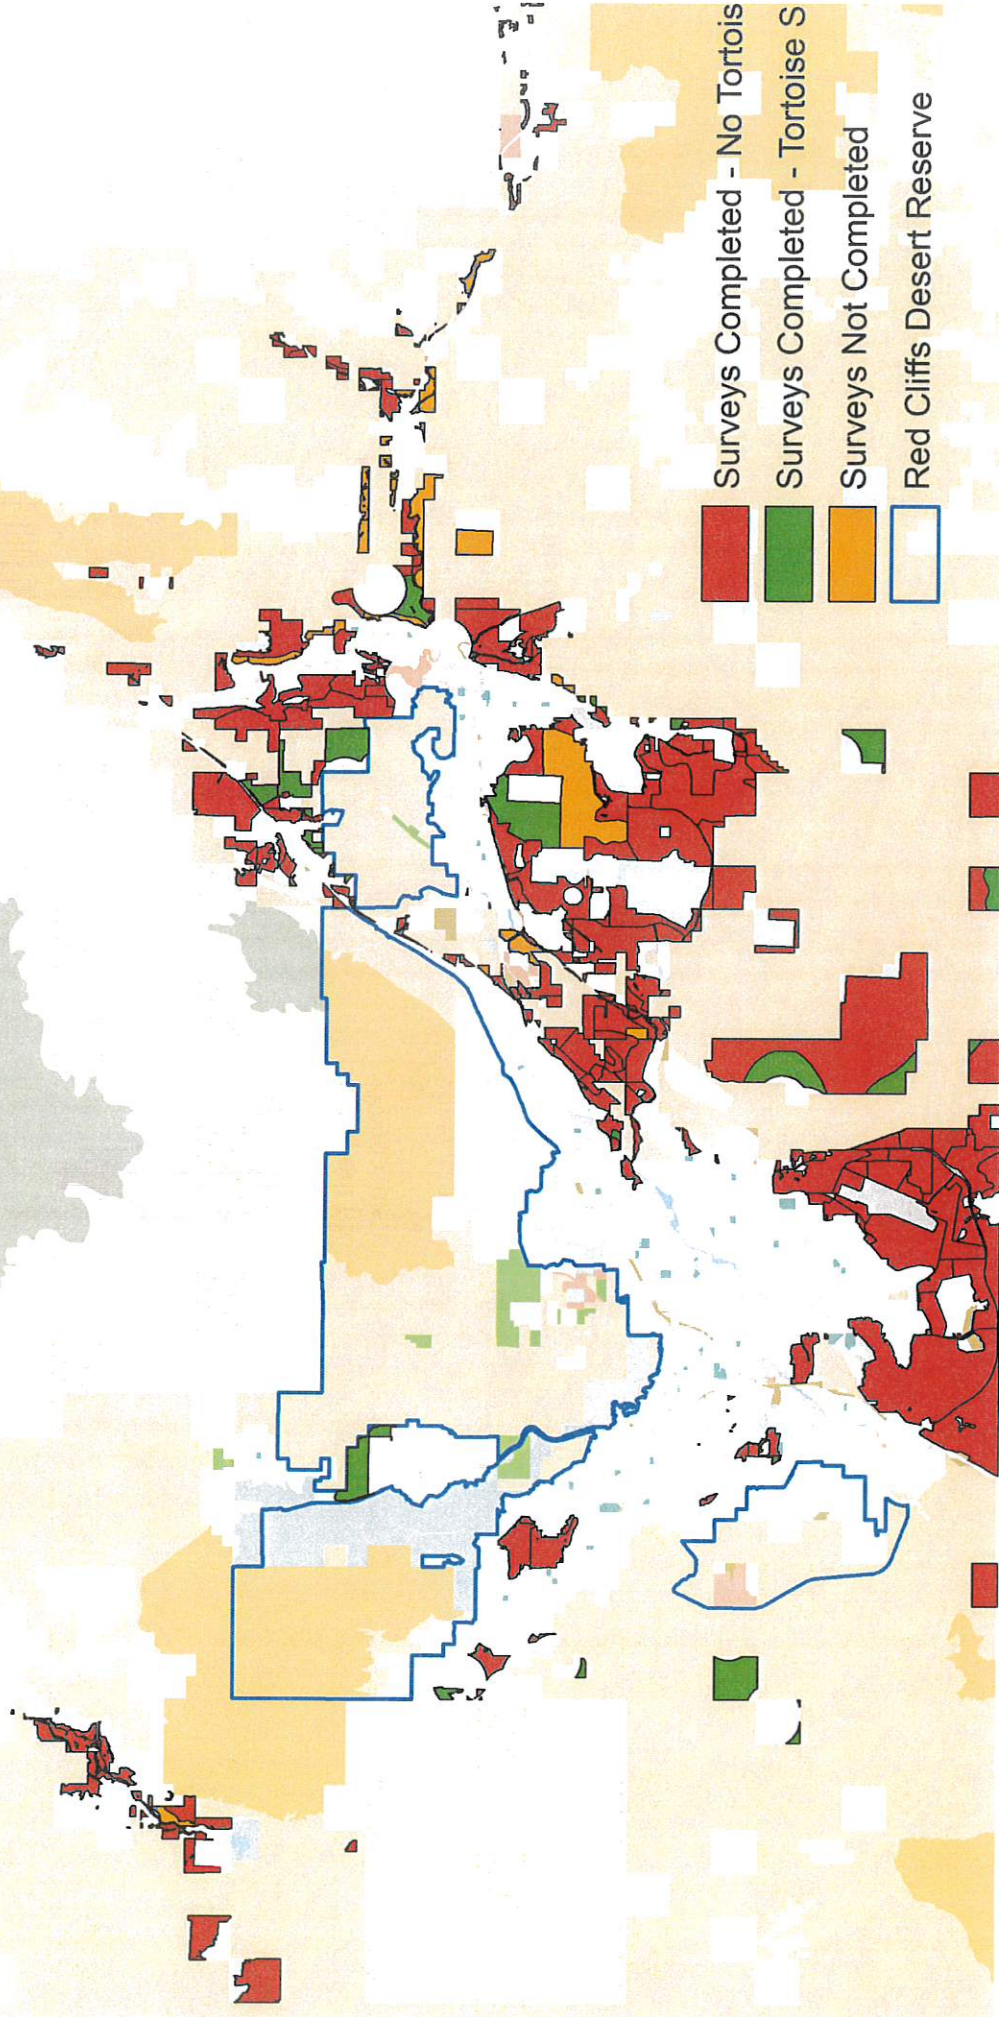 Surveys Completed - No Tortois
Surveys Completed - Tortoise S
Surveys Not Completed
Red Cliffs Desert Reserve